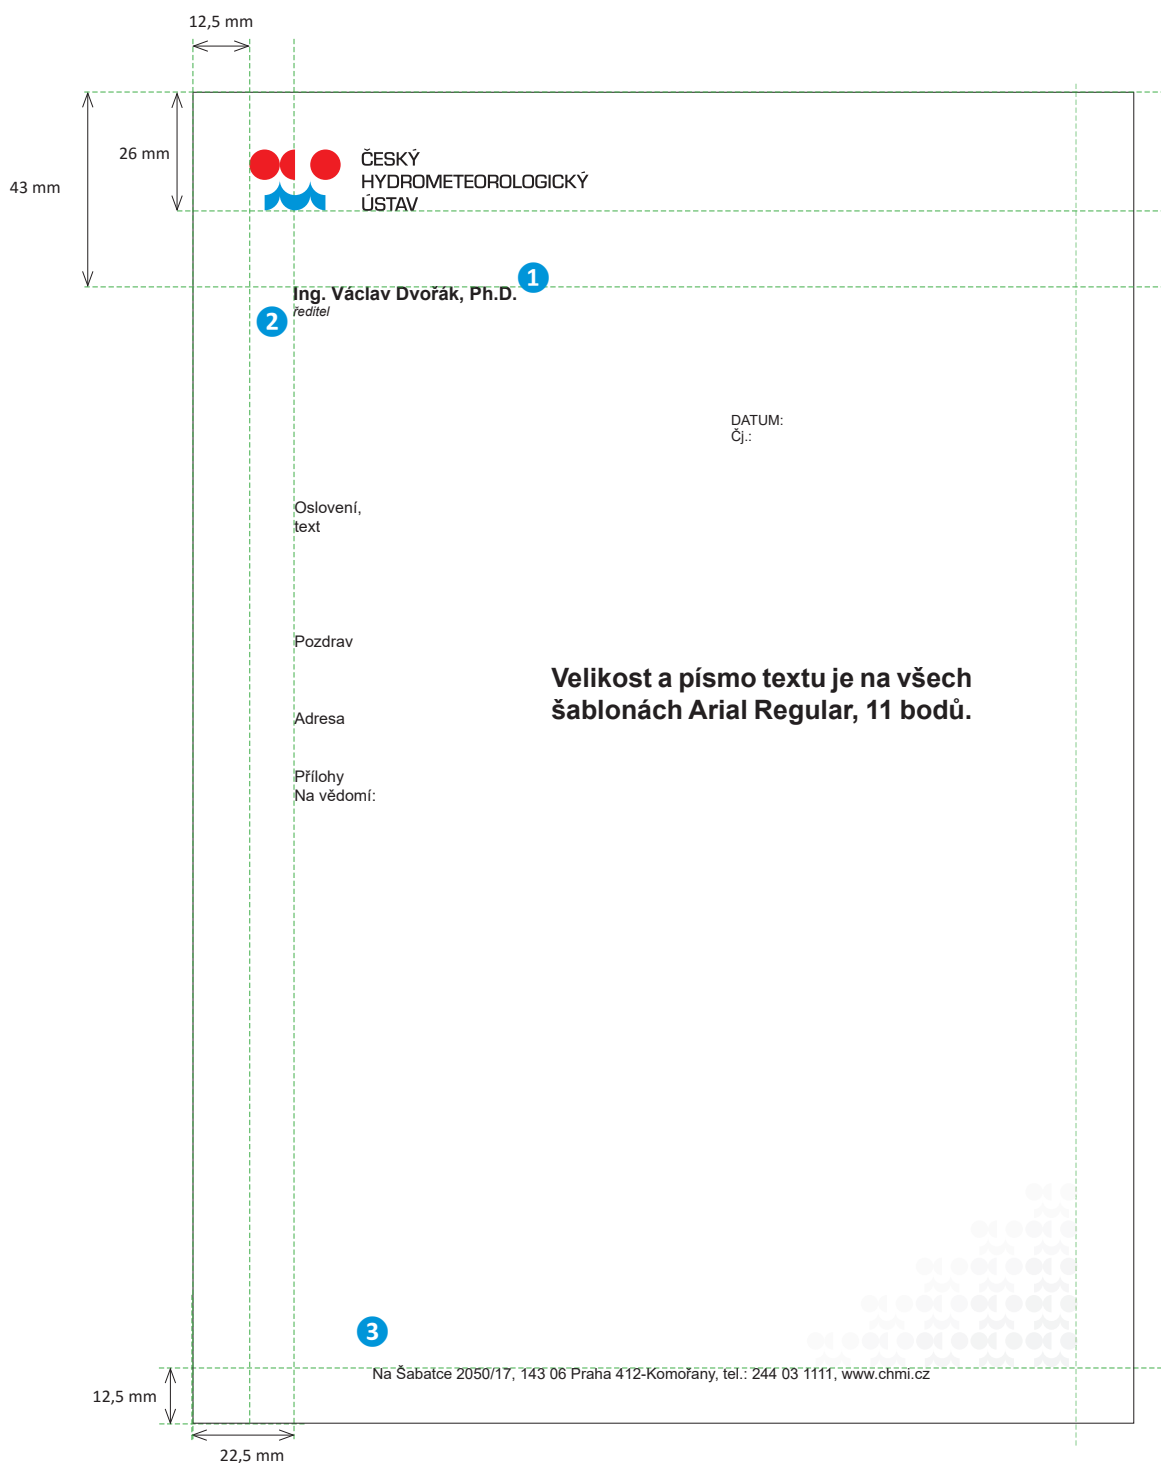 12,5 mm
26 mm
43 mm
ČESKÝ
HYDROMETEOROLOGICKÝ
ÚSTAV
1
Ing. Václav Dvořák, Ph.D.
ředitel
2
DATUM:
Čj.:
Oslovení,
text
Pozdrav
Velikost a písmo textu je na všech
šablonách Arial Regular, 11 bodů.
Adresa
Přílohy
Na vědomí:
3
Na Šabatce 2050/17, 143 06 Praha 412-Komořany, tel.: 244 03 1111, www.chmi.cz
12,5 mm
22,5 mm